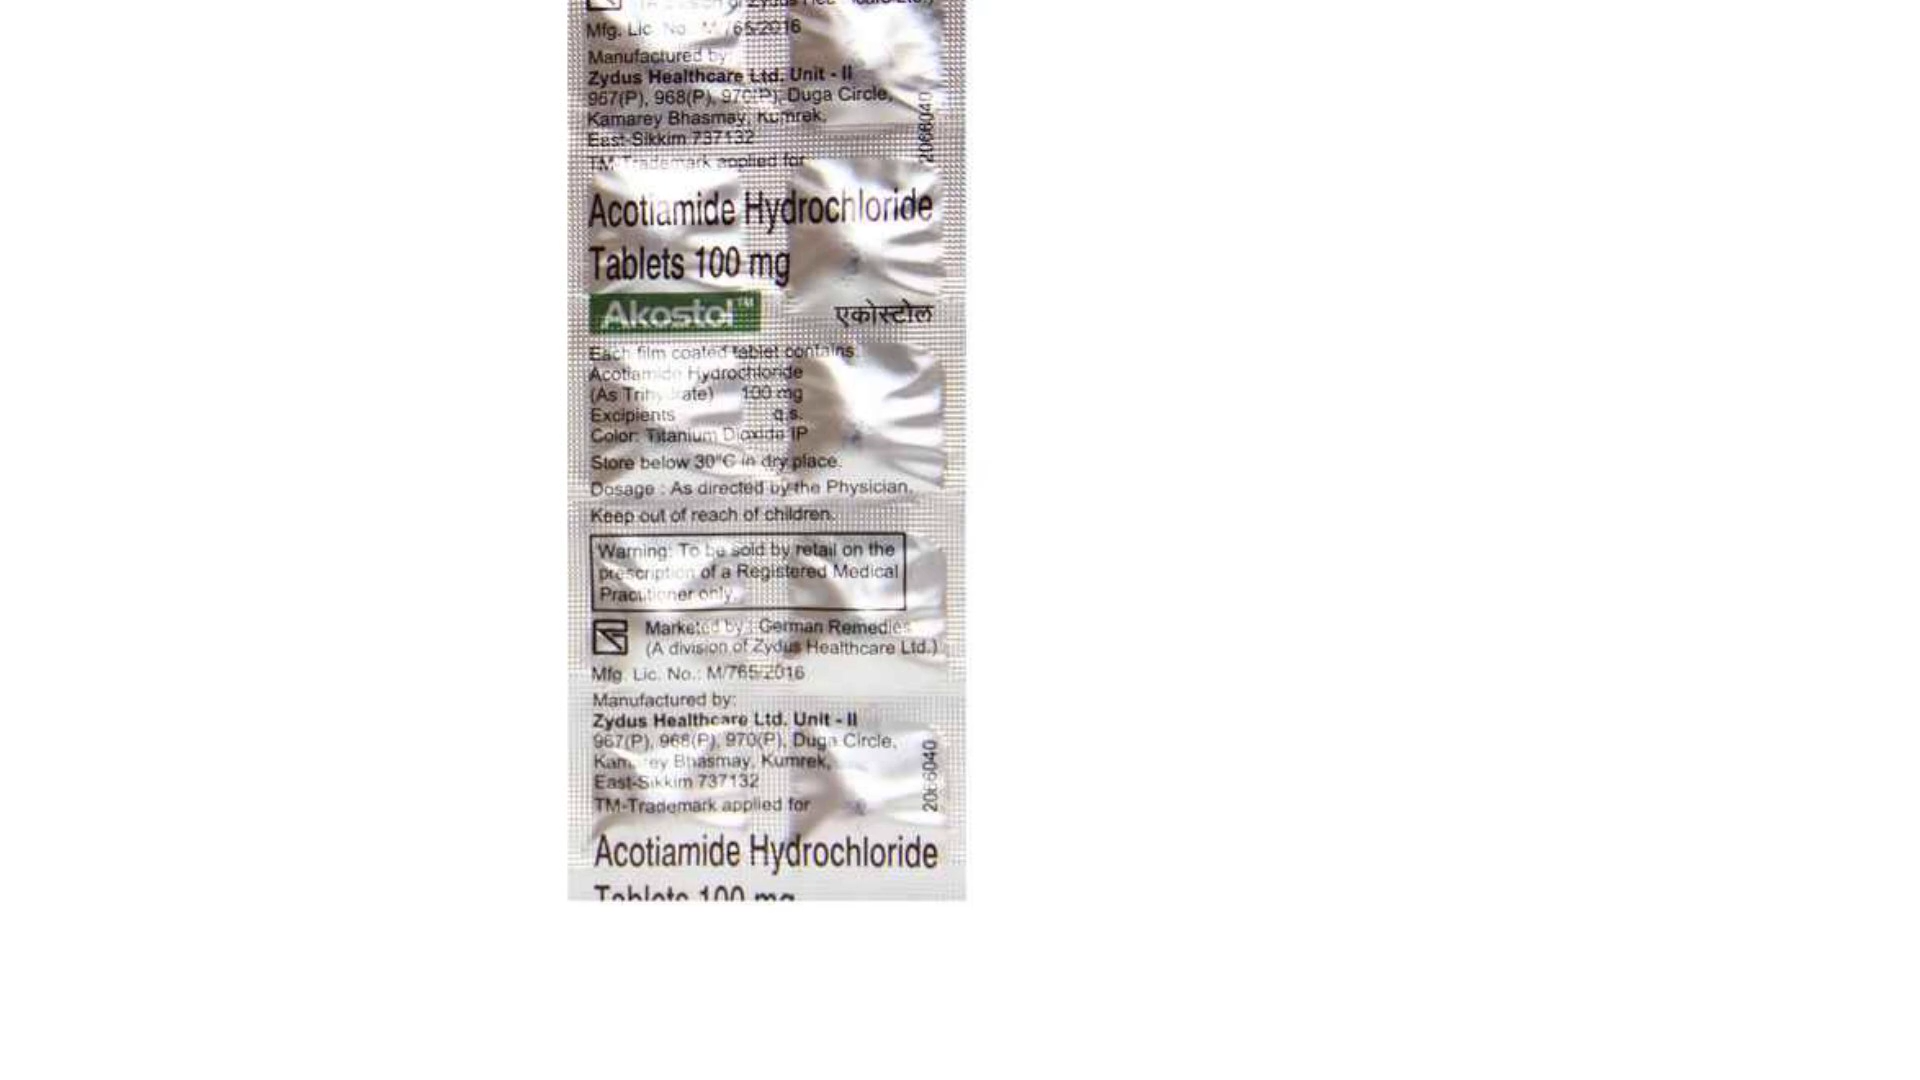 Mfg. Lic. No. M/765/2016
Manufactured by:
Zydus Healthcare Ltd. Unit - II
967(P), 968(P), 970(P), Duga Circle,
Kamarey Bhasmay, Kumrek,
East-Sikkim 737132
TM-Trademark applied for
2066040
Acotiamide Hydrochloride
Tablets 100 mg
Akostol™
एकोस्टोल
Each film coated tablet contains:
Acotiamide Hydrochloride
(As Trihydrate) 100 mg
Excipients q.s.
Color: Titanium Dioxide IP
Store below 30°C in dry place.
Dosage : As directed by the Physician.
Keep out of reach of children.
Warning: To be sold by retail on the
prescription of a Registered Medical
Practitioner only.
Marketed by : German Remedies
(A division of Zydus Healthcare Ltd.)
Mfg. Lic. No.: M/765/2016
Manufactured by:
Zydus Healthcare Ltd. Unit - II
967(P), 968(P), 970(P), Duga Circle,
Kamarey Bhasmay, Kumrek,
East-Sikkim 737132
TM-Trademark applied for
2066040
Acotiamide Hydrochloride
Tablets 100 mg